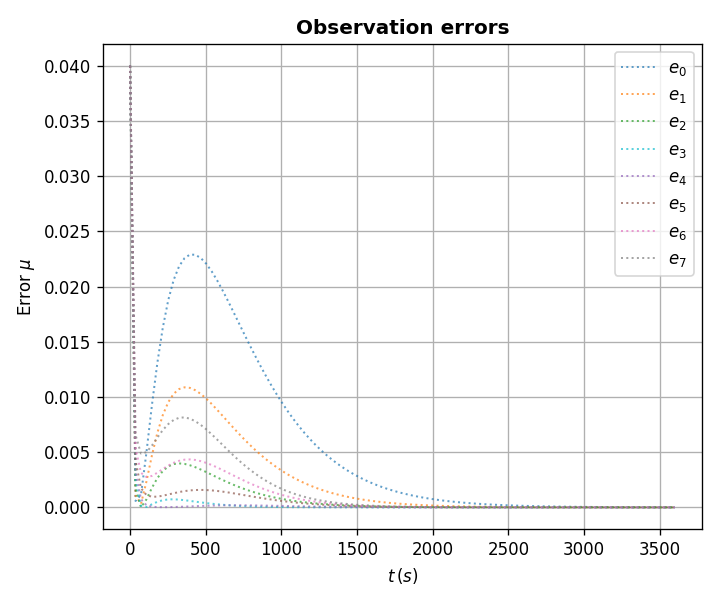 Observation errors
0.040
0.035
0.030
0.025
0.020
0.015
0.010
0.005
0.000
Error μ
0 500 1000 1500 2000 2500 3000 3500
t (s)
e₀
e₁
e₂
e₃
e₄
e₅
e₆
e₇